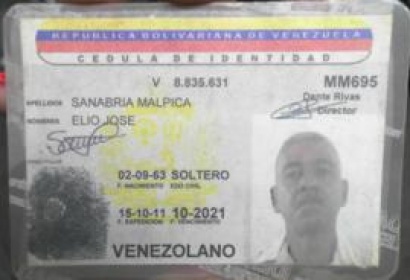 REPUBLICA BOLIVARIANA DE VENEZUELA
CEDULA DE IDENTIDAD
V 8.835.631
MM695
APELLIDOS SANABRIA MALPICA
Dante Rivas
Director
NOMBRES ELIO JOSE
02-09-63 SOLTERO
F. NACIMIENTO EDO CIVIL
15-10-11 10-2021
F. EXPEDICION F. VENCIMIENTO
VENEZOLANO